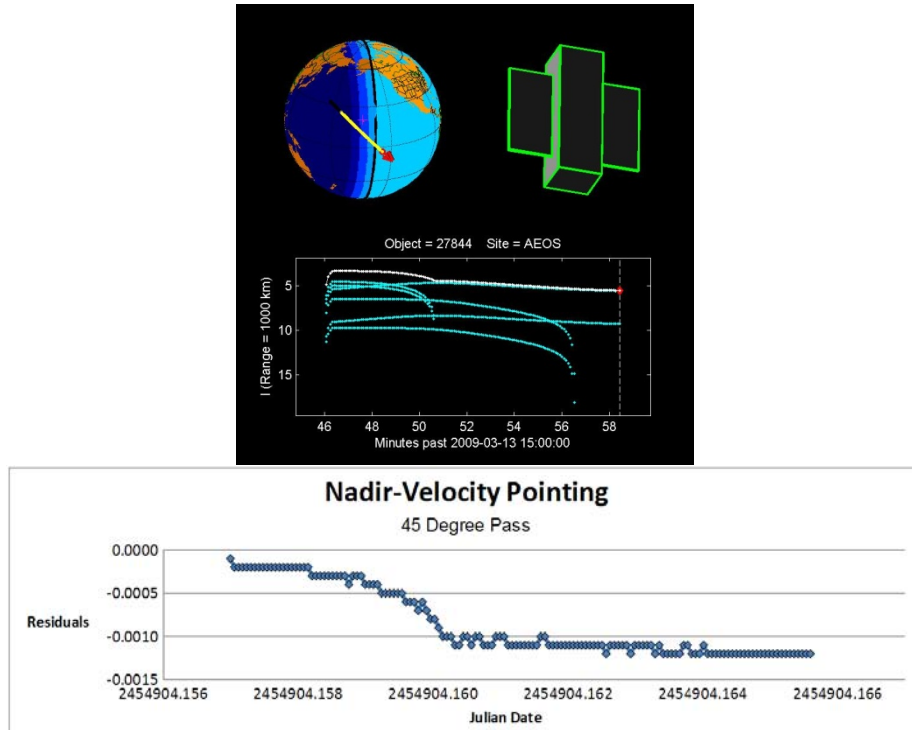 Object = 27844 Site = AEOS
I (Range = 1000 km)
5
10
15
46 48 50 52 54 56 58
Minutes past 2009-03-13 15:00:00
Nadir-Velocity Pointing
45 Degree Pass
Residuals
0.0000
-0.0005
-0.0010
-0.0015
2454904.156 2454904.158 2454904.160 2454904.162 2454904.164 2454904.166
Julian Date